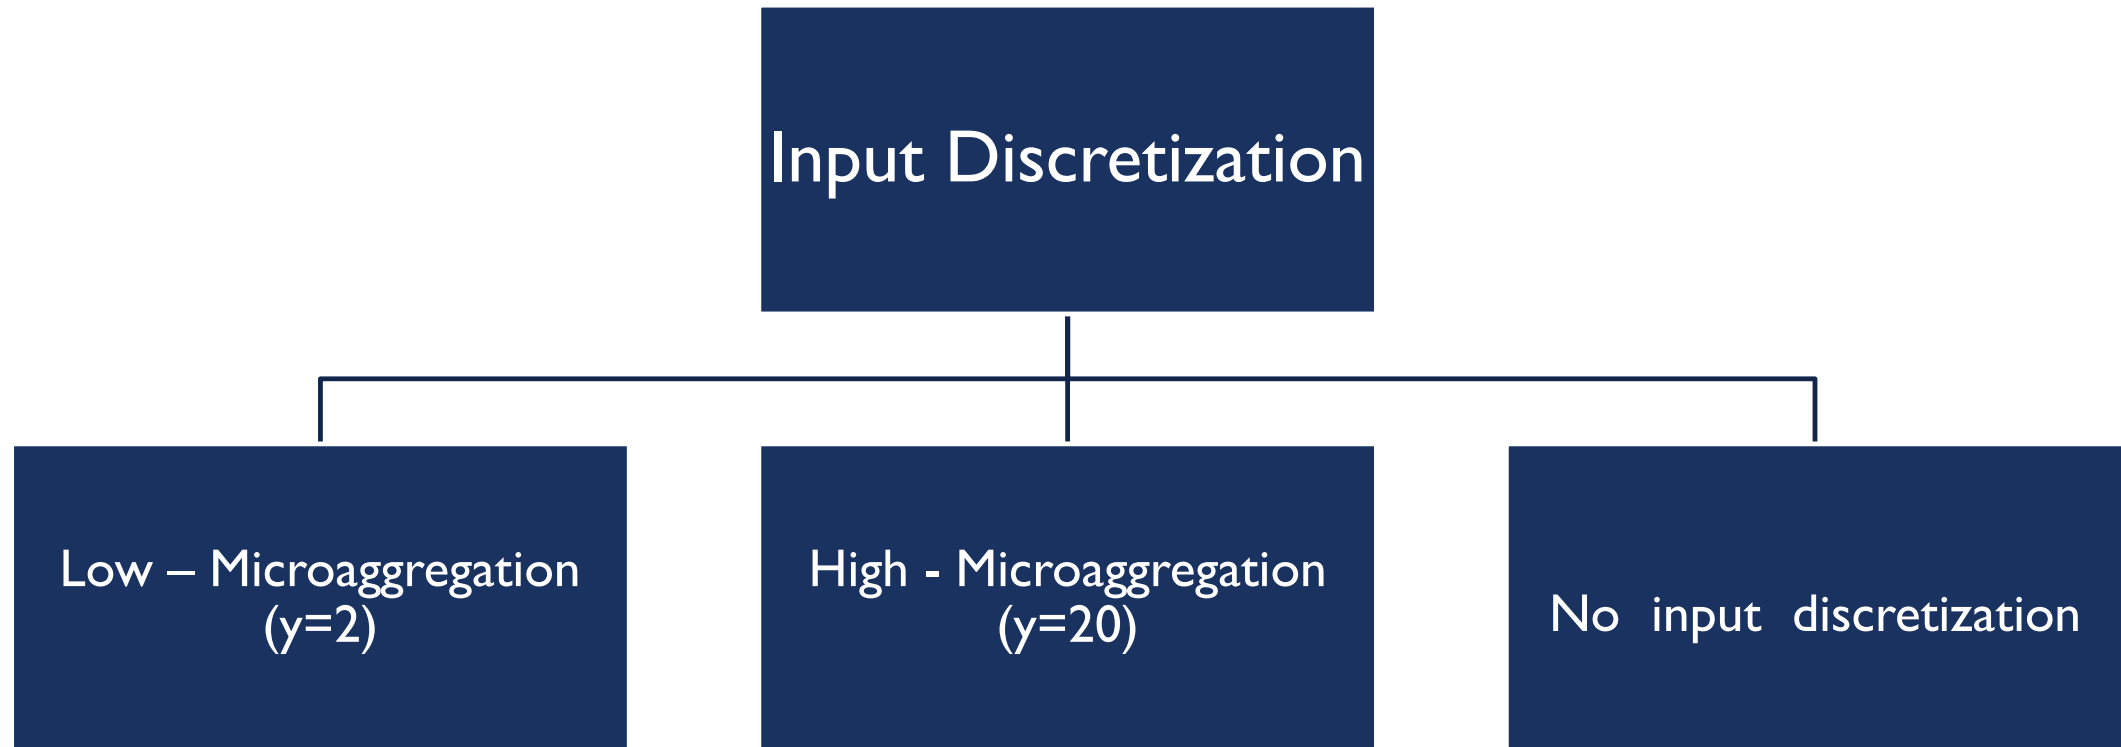 Input Discretization
Low – Microaggregation
(y=2)
High - Microaggregation
(y=20)
No input discretization